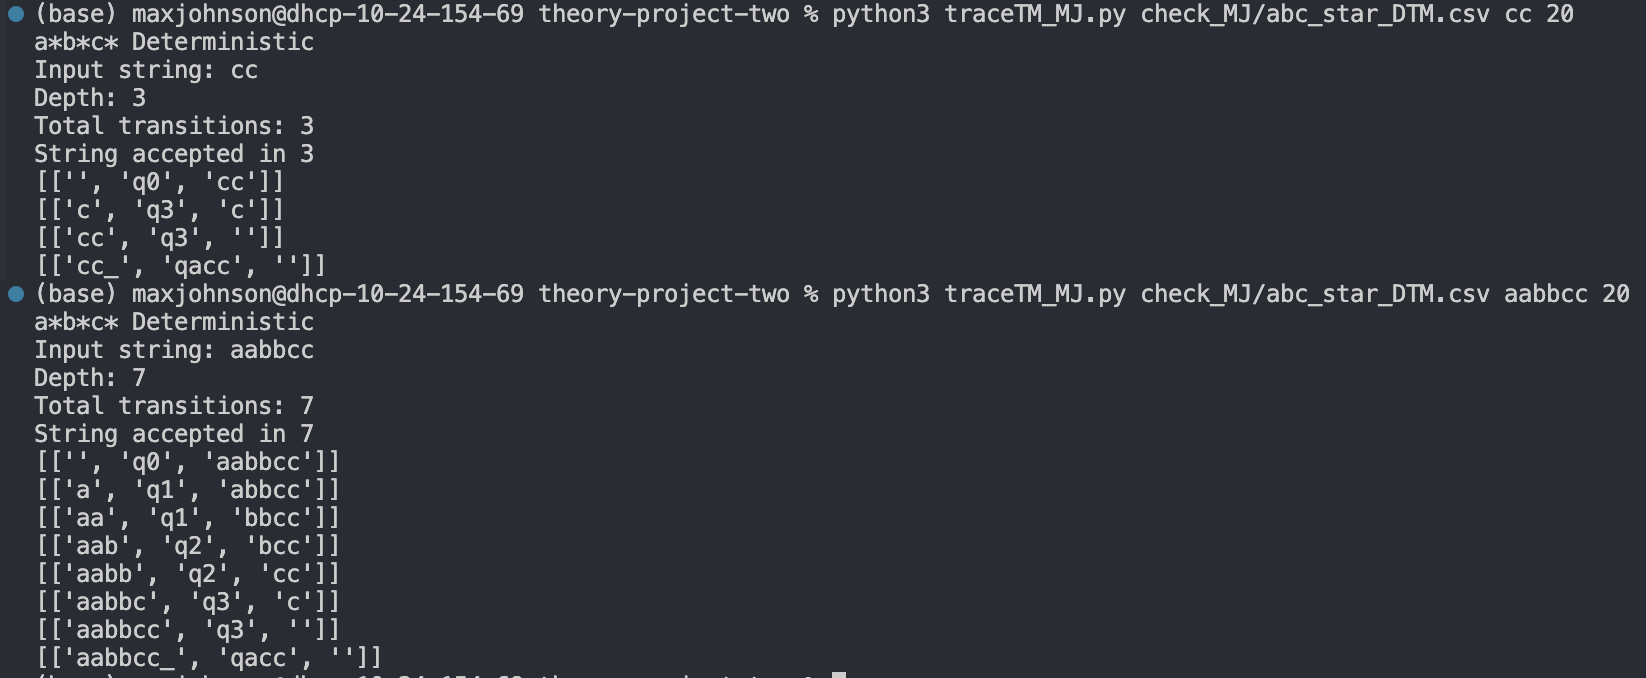 (base) maxjohnson@dhcp-10-24-154-69 theory-project-two % python3 traceTM_MJ.py check_MJ/abc_star_DTM.csv cc 20
a*b*c* Deterministic
Input string: cc
Depth: 3
Total transitions: 3
String accepted in 3
[['', 'q0', 'cc']]
[['c', 'q3', 'c']]
[['cc', 'q3', '']]
[['cc_', 'qacc', '']]
(base) maxjohnson@dhcp-10-24-154-69 theory-project-two % python3 traceTM_MJ.py check_MJ/abc_star_DTM.csv aabbcc 20
a*b*c* Deterministic
Input string: aabbcc
Depth: 7
Total transitions: 7
String accepted in 7
[['', 'q0', 'aabbcc']]
[['a', 'q1', 'abbcc']]
[['aa', 'q1', 'bbcc']]
[['aab', 'q2', 'bcc']]
[['aabb', 'q2', 'cc']]
[['aabbc', 'q3', 'c']]
[['aabbcc', 'q3', '']]
[['aabbcc_', 'qacc', '']]